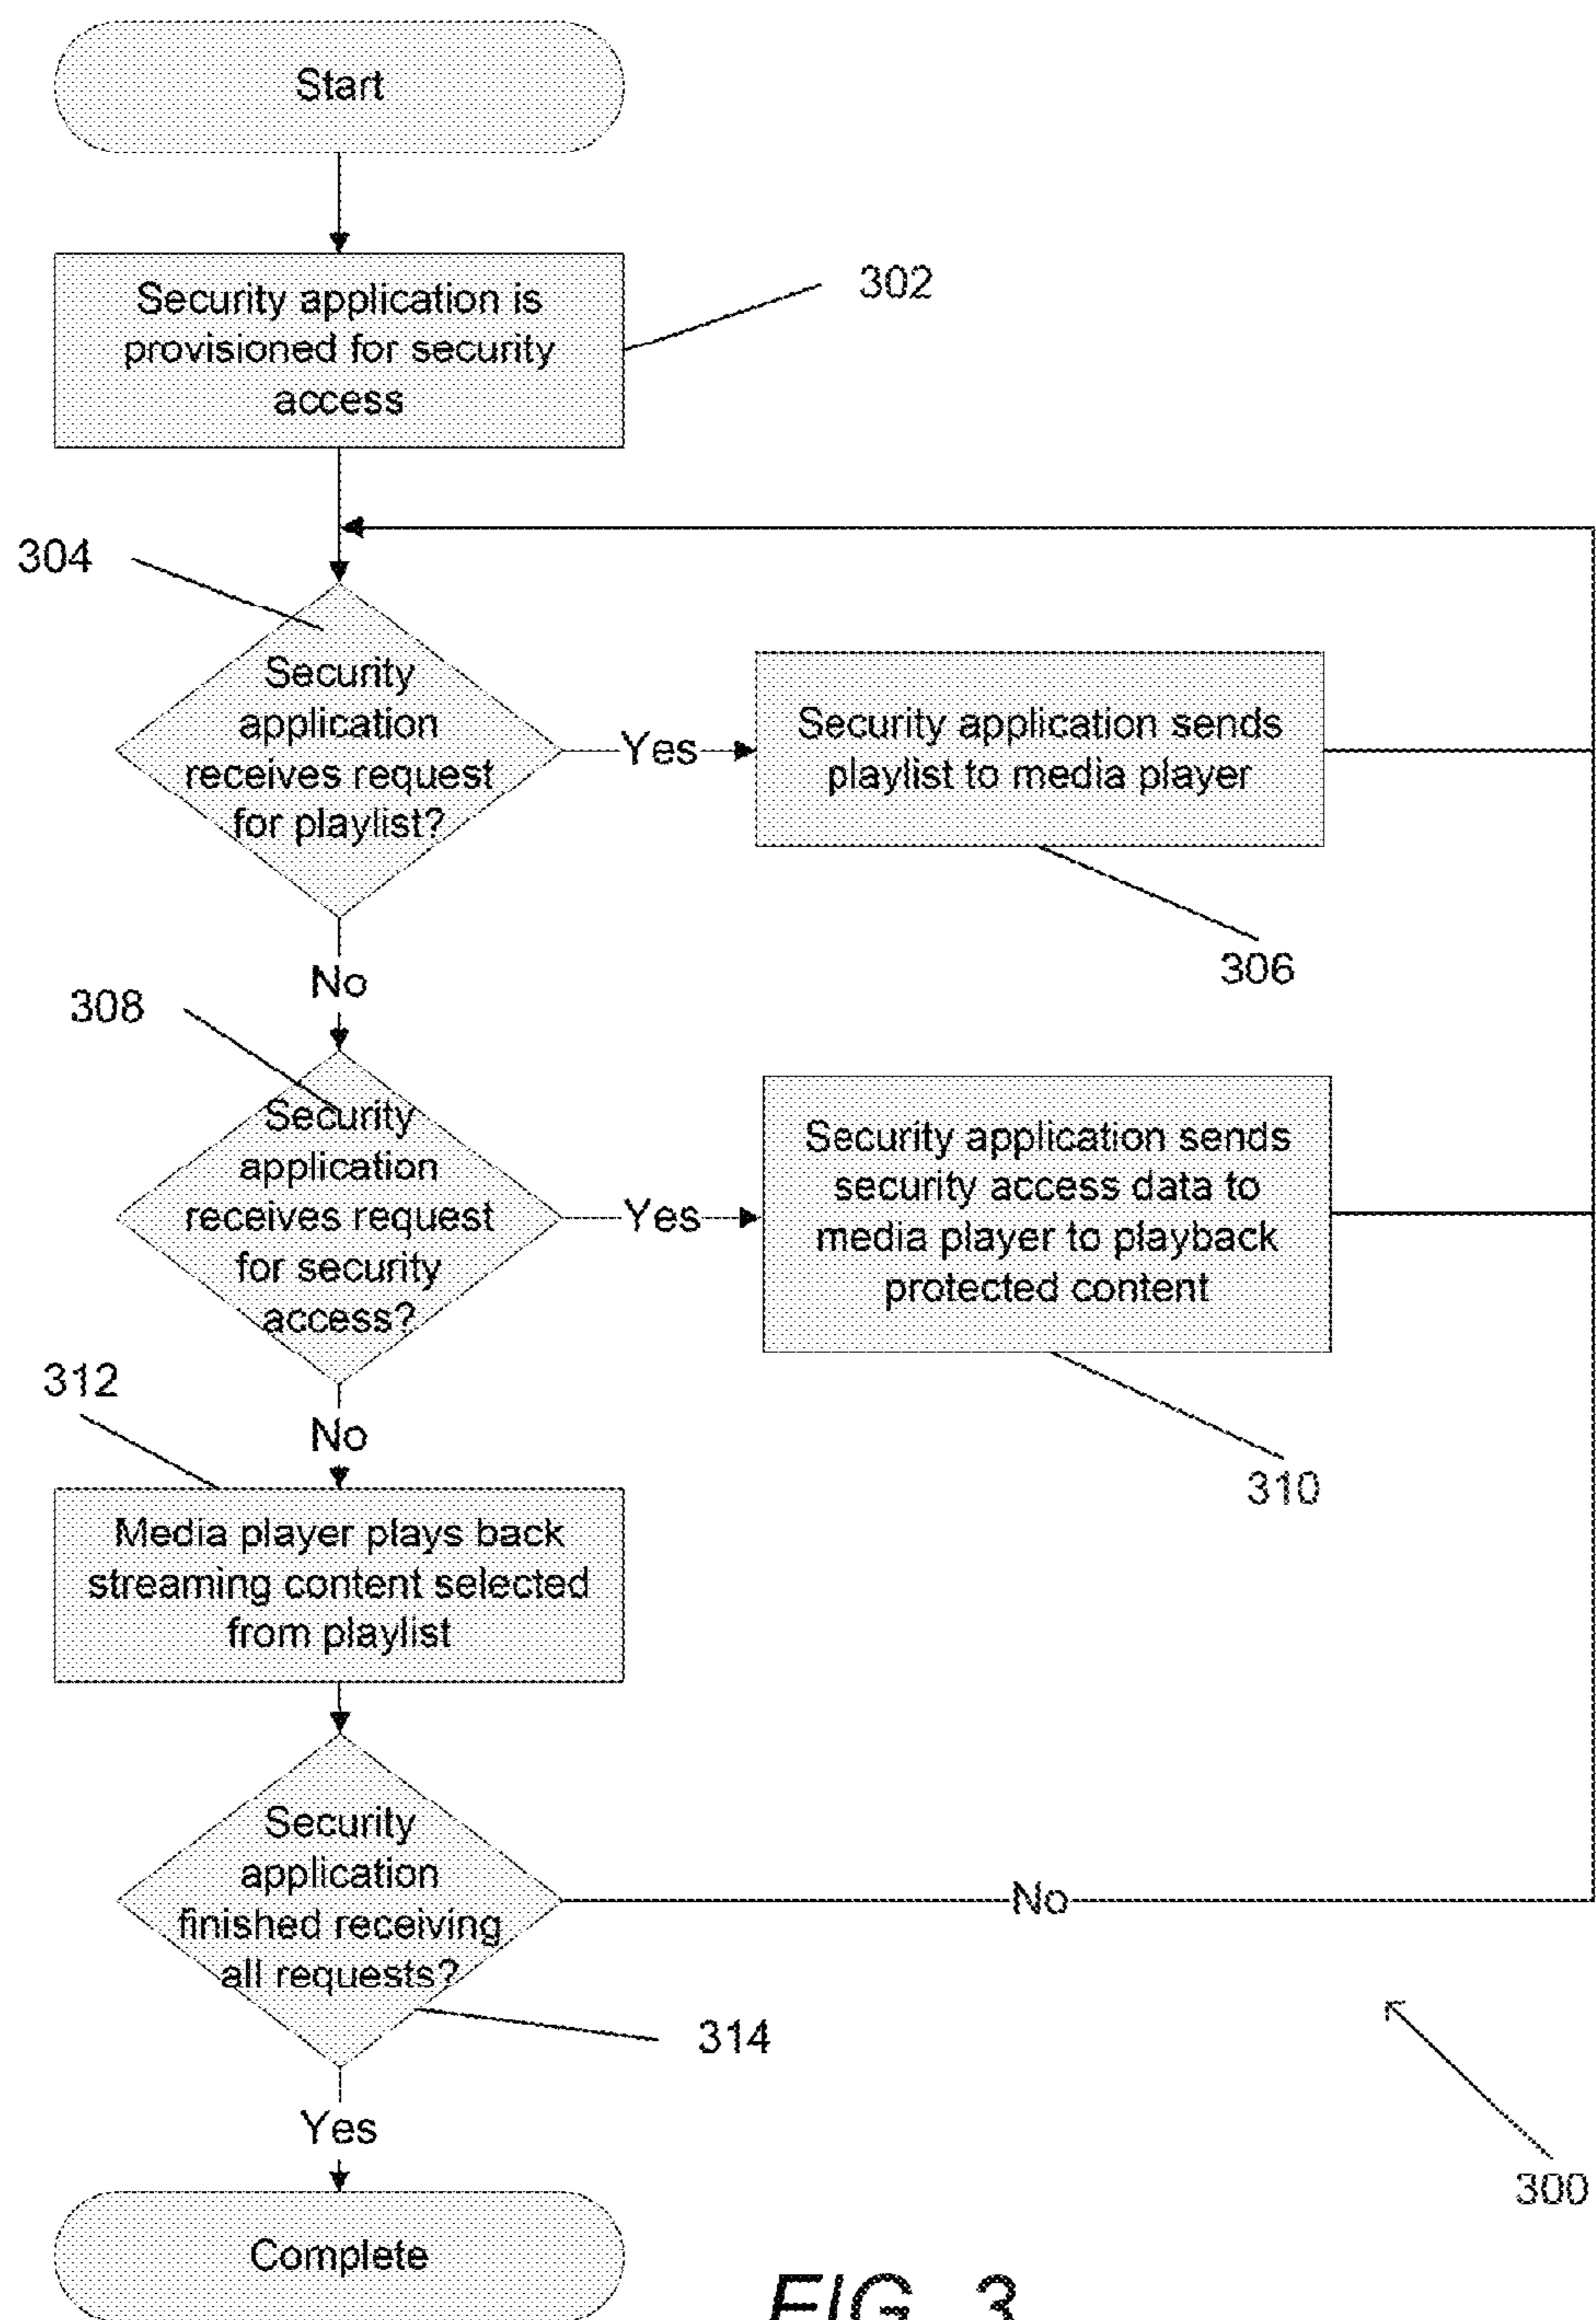 Start
Security application is
provisioned for security
access
302
304
Security
application
receives request
for playlist?
Yes
Security application sends
playlist to media player
306
No
308
Security
application
receives request
for security
access?
Yes
Security application sends
security access data to
media player to playback
protected content
310
No
312
Media player plays back
streaming content selected
from playlist
Security
application
finished receiving
all requests?
No
314
Yes
300
Complete
FIG. 3